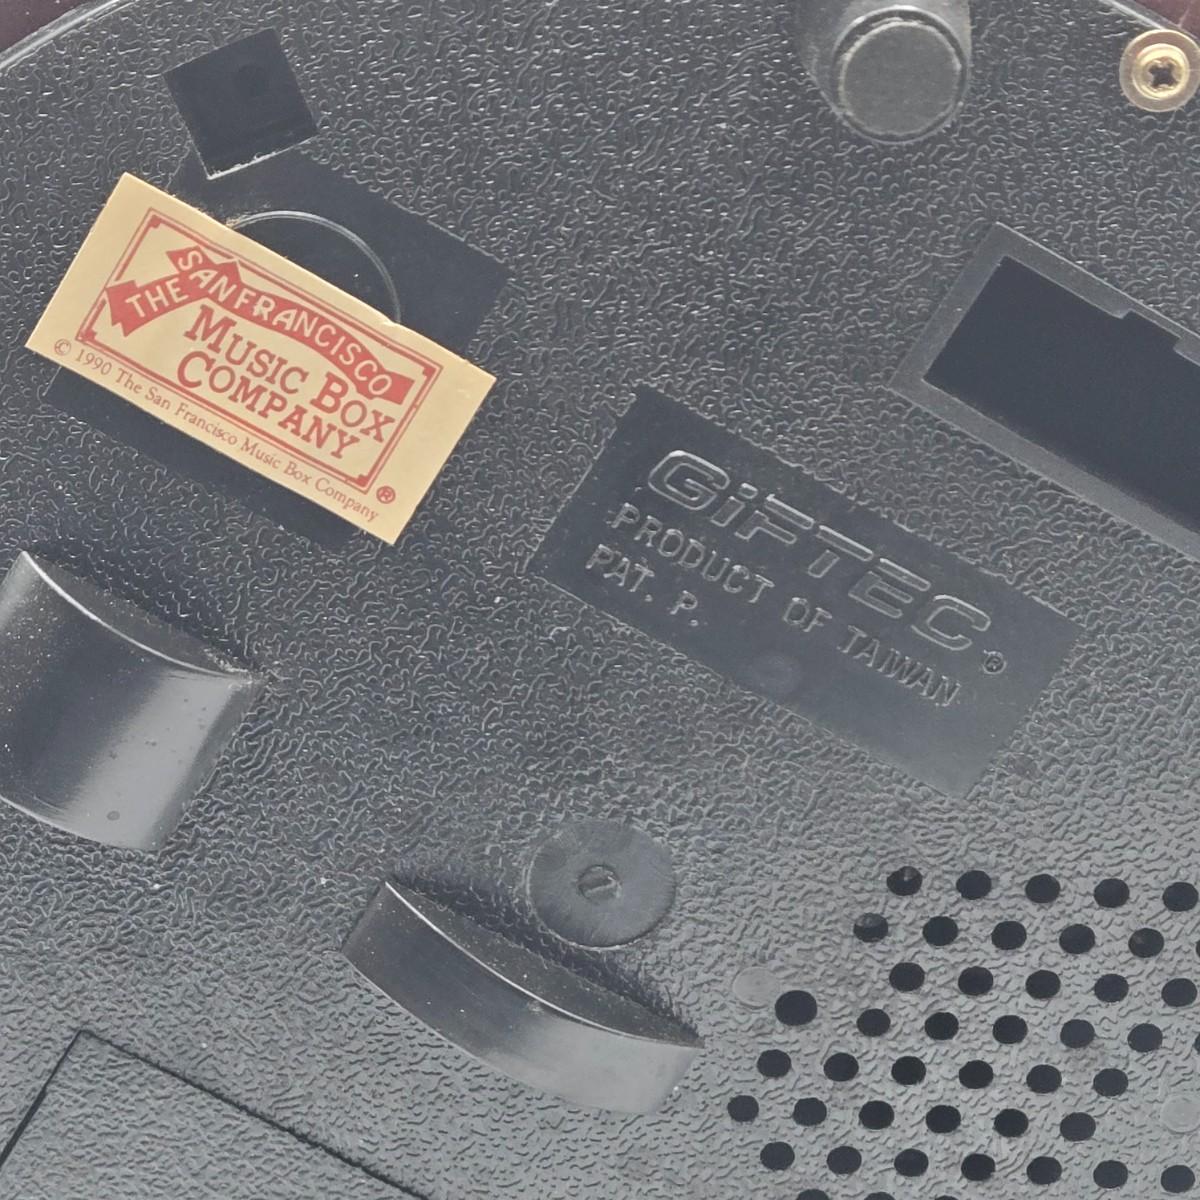 THE SAN FRANCISCO
MUSIC BOX
COMPANY
®
© 1990 The San Francisco Music Box Company
GiFTEC ®
PRODUCT OF TAIWAN
PAT. P.